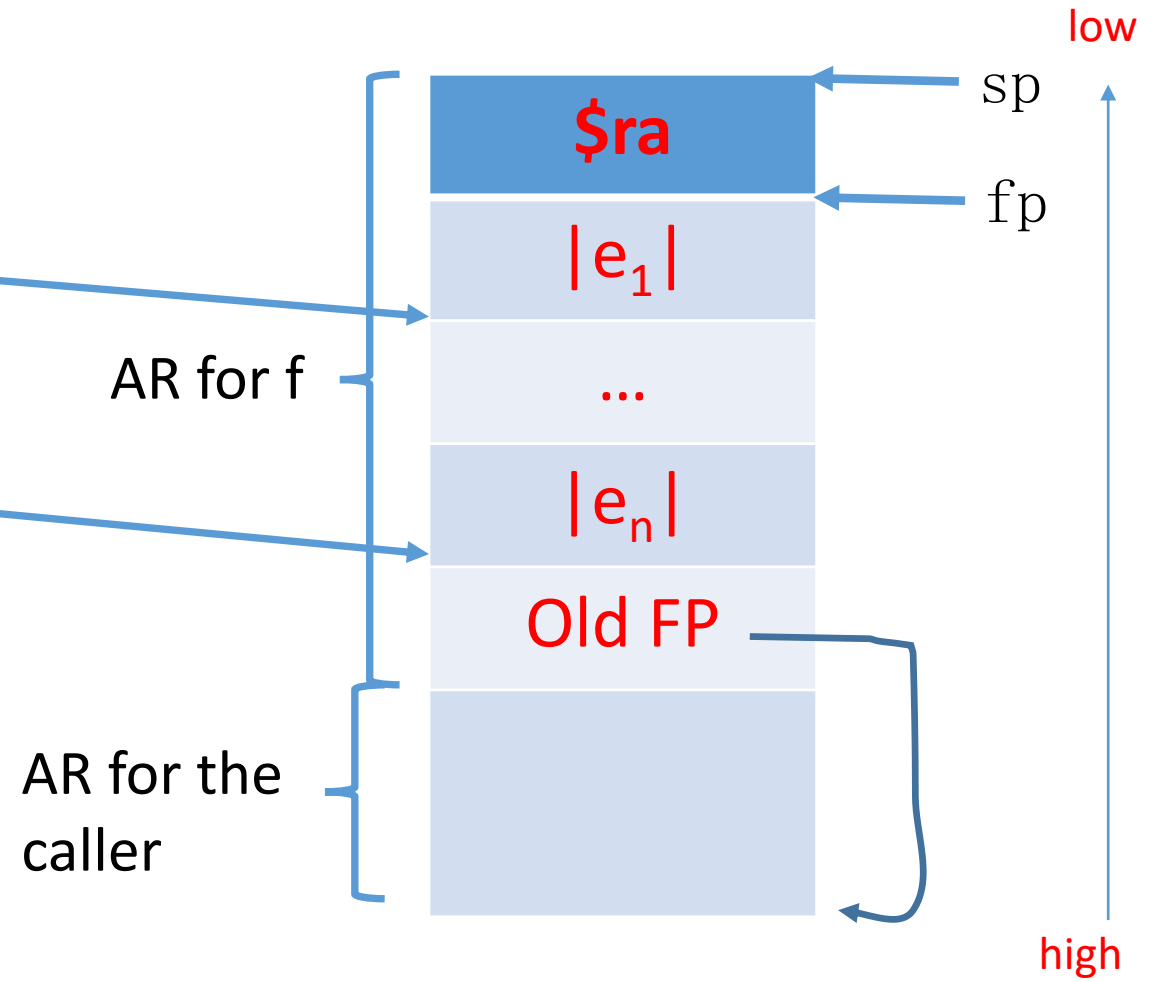 low
sp
$ra
fp
|e₁|
AR for f
...
|eₙ|
Old FP
AR for the
caller
high